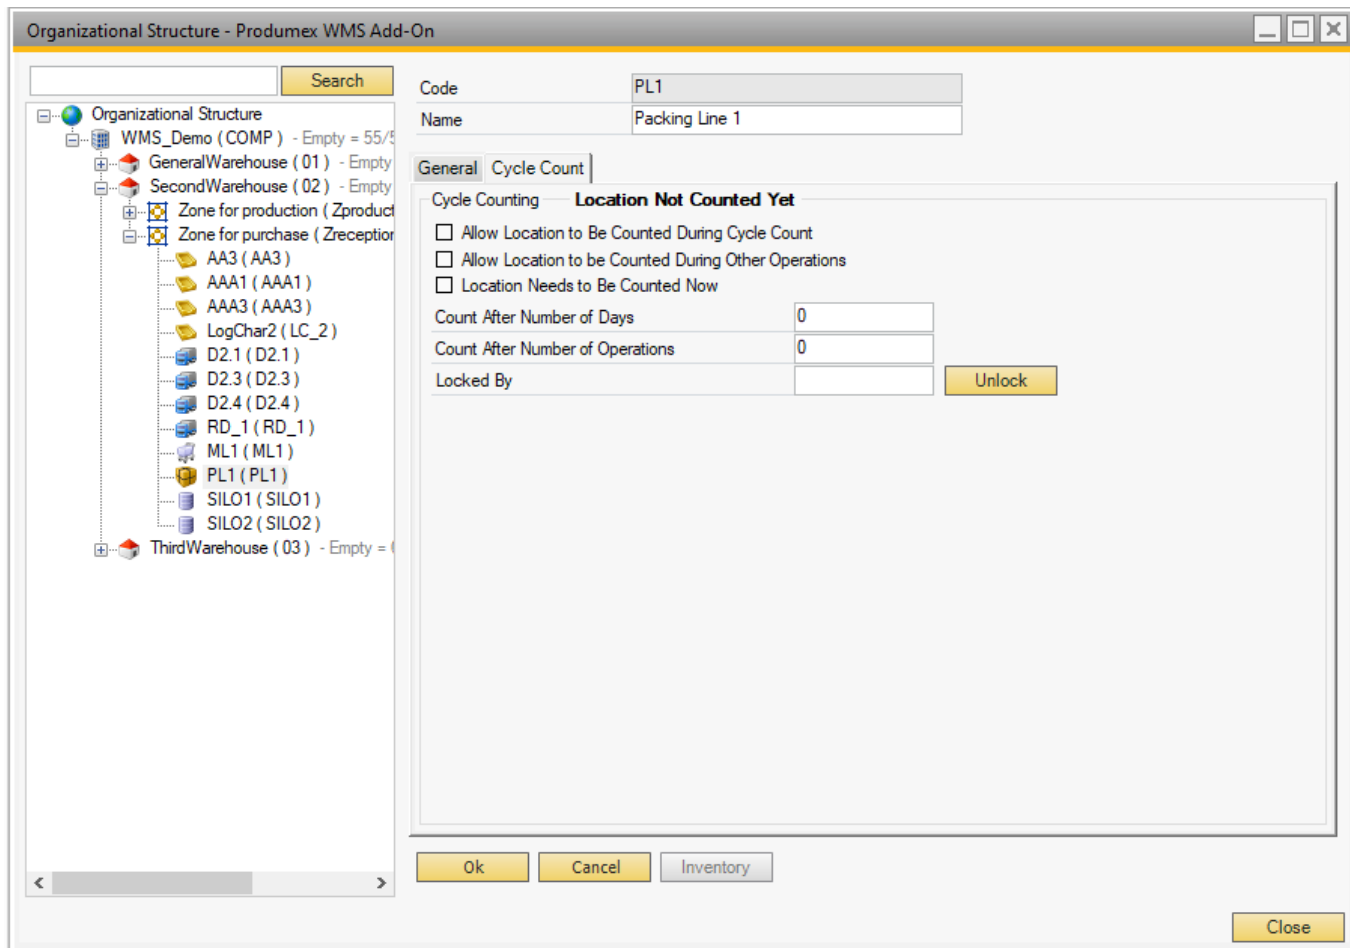 Organizational Structure - Produmex WMS Add-On
Search
Organizational Structure
WMS_Demo ( COMP ) - Empty = 55/5
GeneralWarehouse ( 01 ) - Empty
SecondWarehouse ( 02 ) - Empty
Zone for production ( Zproduct
Zone for purchase ( Zreception
AA3 ( AA3 )
AAA1 ( AAA1 )
AAA3 ( AAA3 )
LogChar2 ( LC_2 )
D2.1 ( D2.1 )
D2.3 ( D2.3 )
D2.4 ( D2.4 )
RD_1 ( RD_1 )
ML1 ( ML1 )
PL1 ( PL1 )
SILO1 ( SILO1 )
SILO2 ( SILO2 )
ThirdWarehouse ( 03 ) - Empty =
Code PL1
Name Packing Line 1
General Cycle Count
Cycle Counting Location Not Counted Yet
Allow Location to Be Counted During Cycle Count
Allow Location to be Counted During Other Operations
Location Needs to Be Counted Now
Count After Number of Days 0
Count After Number of Operations 0
Locked By Unlock
Ok Cancel Inventory
Close